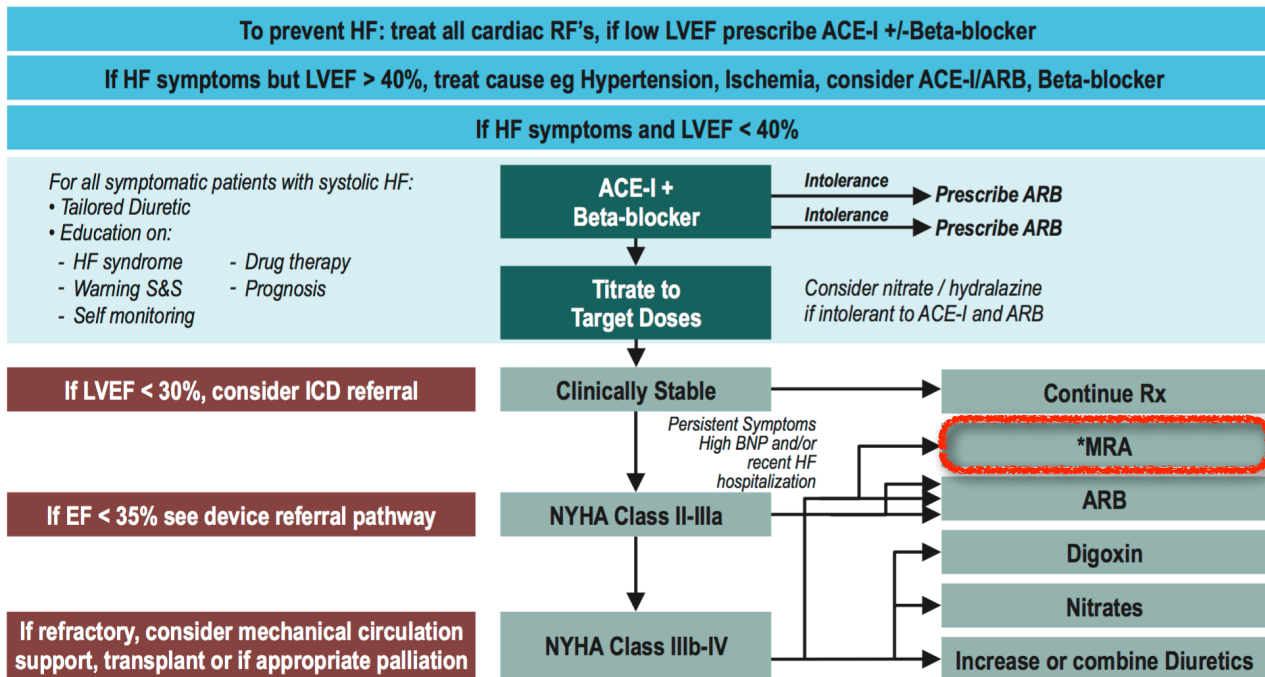 To prevent HF: treat all cardiac RF's, if low LVEF prescribe ACE-I +/-Beta-blocker
If HF symptoms but LVEF > 40%, treat cause eg Hypertension, Ischemia, consider ACE-I/ARB, Beta-blocker
If HF symptoms and LVEF < 40%
For all symptomatic patients with systolic HF:
• Tailored Diuretic
• Education on:
- HF syndrome
- Drug therapy
- Warning S&S
- Prognosis
- Self monitoring
ACE-I +
Beta-blocker
Intolerance
Prescribe ARB
Intolerance
Prescribe ARB
Titrate to
Target Doses
Consider nitrate / hydralazine
if intolerant to ACE-I and ARB
If LVEF < 30%, consider ICD referral
Clinically Stable
Continue Rx
Persistent Symptoms
High BNP and/or
recent HF
hospitalization
*MRA
ARB
If EF < 35% see device referral pathway
NYHA Class II-IIIa
Digoxin
Nitrates
If refractory, consider mechanical circulation
support, transplant or if appropriate palliation
NYHA Class IIIb-IV
Increase or combine Diuretics